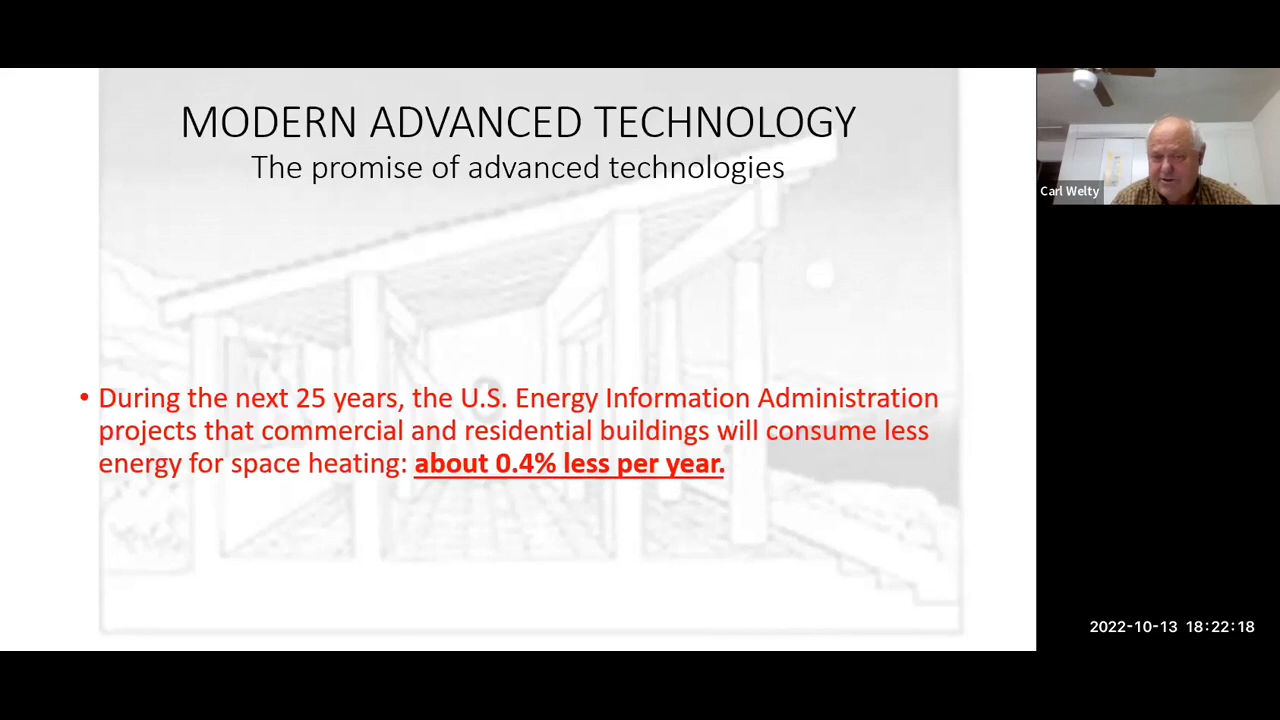 MODERN ADVANCED TECHNOLOGY
The promise of advanced technologies
Carl Welty
• During the next 25 years, the U.S. Energy Information Administration
projects that commercial and residential buildings will consume less
energy for space heating: about 0.4% less per year.
2022-10-13 18:22:18